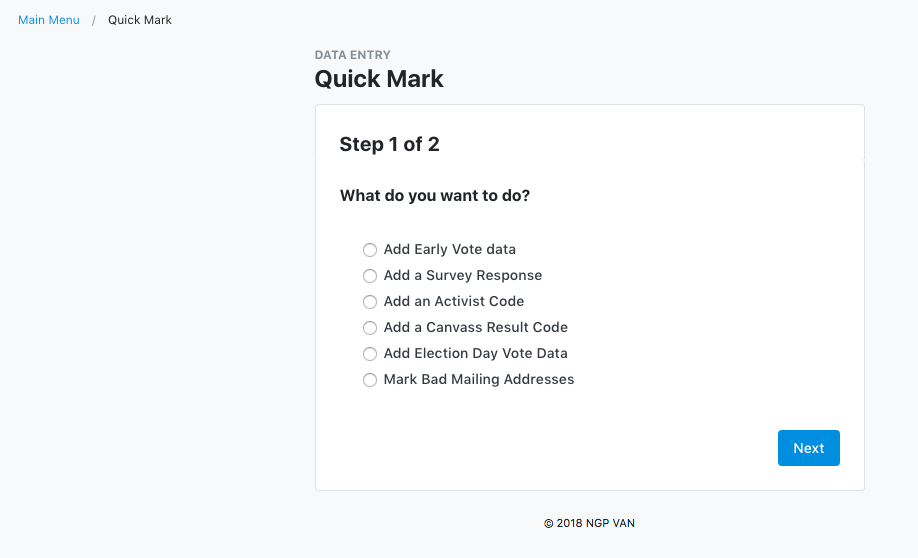 Main Menu / Quick Mark
DATA ENTRY
Quick Mark
Step 1 of 2
What do you want to do?
Add Early Vote data
Add a Survey Response
Add an Activist Code
Add a Canvass Result Code
Add Election Day Vote Data
Mark Bad Mailing Addresses
Next
© 2018 NGP VAN